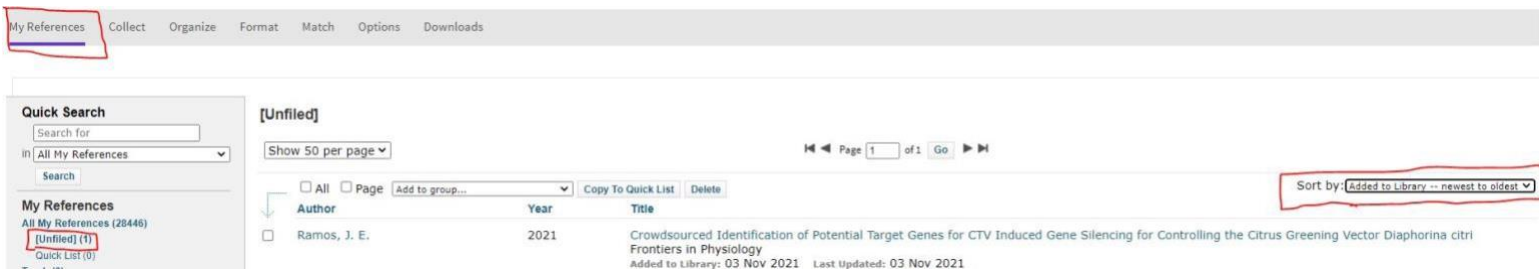 My References Collect Organize Format Match Options Downloads
Quick Search
Search for
in All My References
Search
My References
All My References (28446)
[Unfiled] (1)
Quick List (0)
[Unfiled]
Show 50 per page
Page 1 of 1 Go
All Page Add to group... Copy To Quick List Delete
Sort by: Added to Library -- newest to oldest
Author Year Title
Ramos, J. E. 2021 Crowdsourced Identification of Potential Target Genes for CTV Induced Gene Silencing for Controlling the Citrus Greening Vector Diaphorina citri
Frontiers in Physiology
Added to Library: 03 Nov 2021 Last Updated: 03 Nov 2021